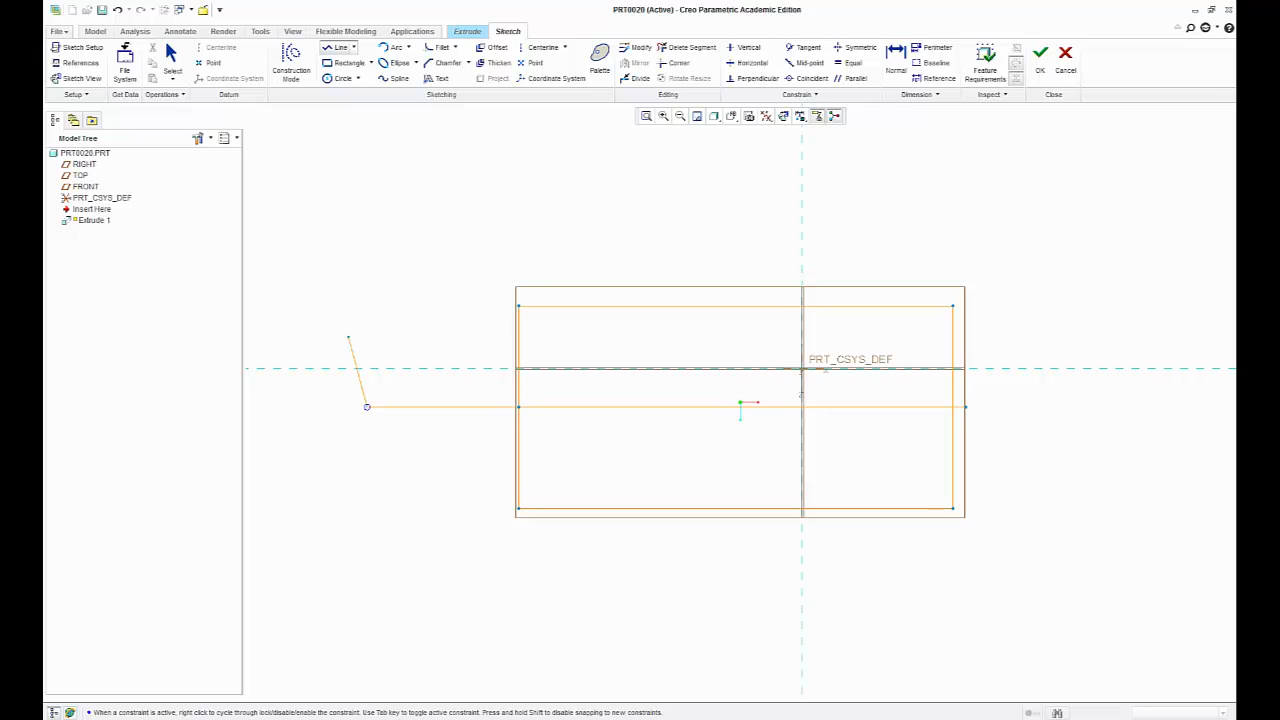 PRT0020 (Active) - Creo Parametric Academic Edition
File Model Analysis Annotate Render Tools View Flexible Modeling Applications Extrude Sketch
Sketch Setup
References
Sketch View
File System
Select
Centerline
Point
Coordinate System
Construction Mode
Line Arc Fillet Offset Centerline
Rectangle Ellipse Chamfer Thicken Point
Circle Spline Text Project Coordinate System
Palette
Modify Delete Segment
Mirror Corner
Divide Rotate Resize
Vertical Tangent Symmetric
Horizontal Mid-point Equal
Perpendicular Coincident Parallel
Normal
Perimeter
Baseline
Reference
Feature Requirements
OK
Cancel
Setup Get Data Operations Datum Sketching Editing Constrain Dimension Inspect Close
Model Tree
PRT0020.PRT
RIGHT
TOP
FRONT
PRT_CSYS_DEF
Insert Here
Extrude 1
PRT_CSYS_DEF
When a constraint is active, right click to cycle through lock/disable/enable the constraint. Use Tab key to toggle active constraint. Press and hold Shift to disable snapping to new constraints.